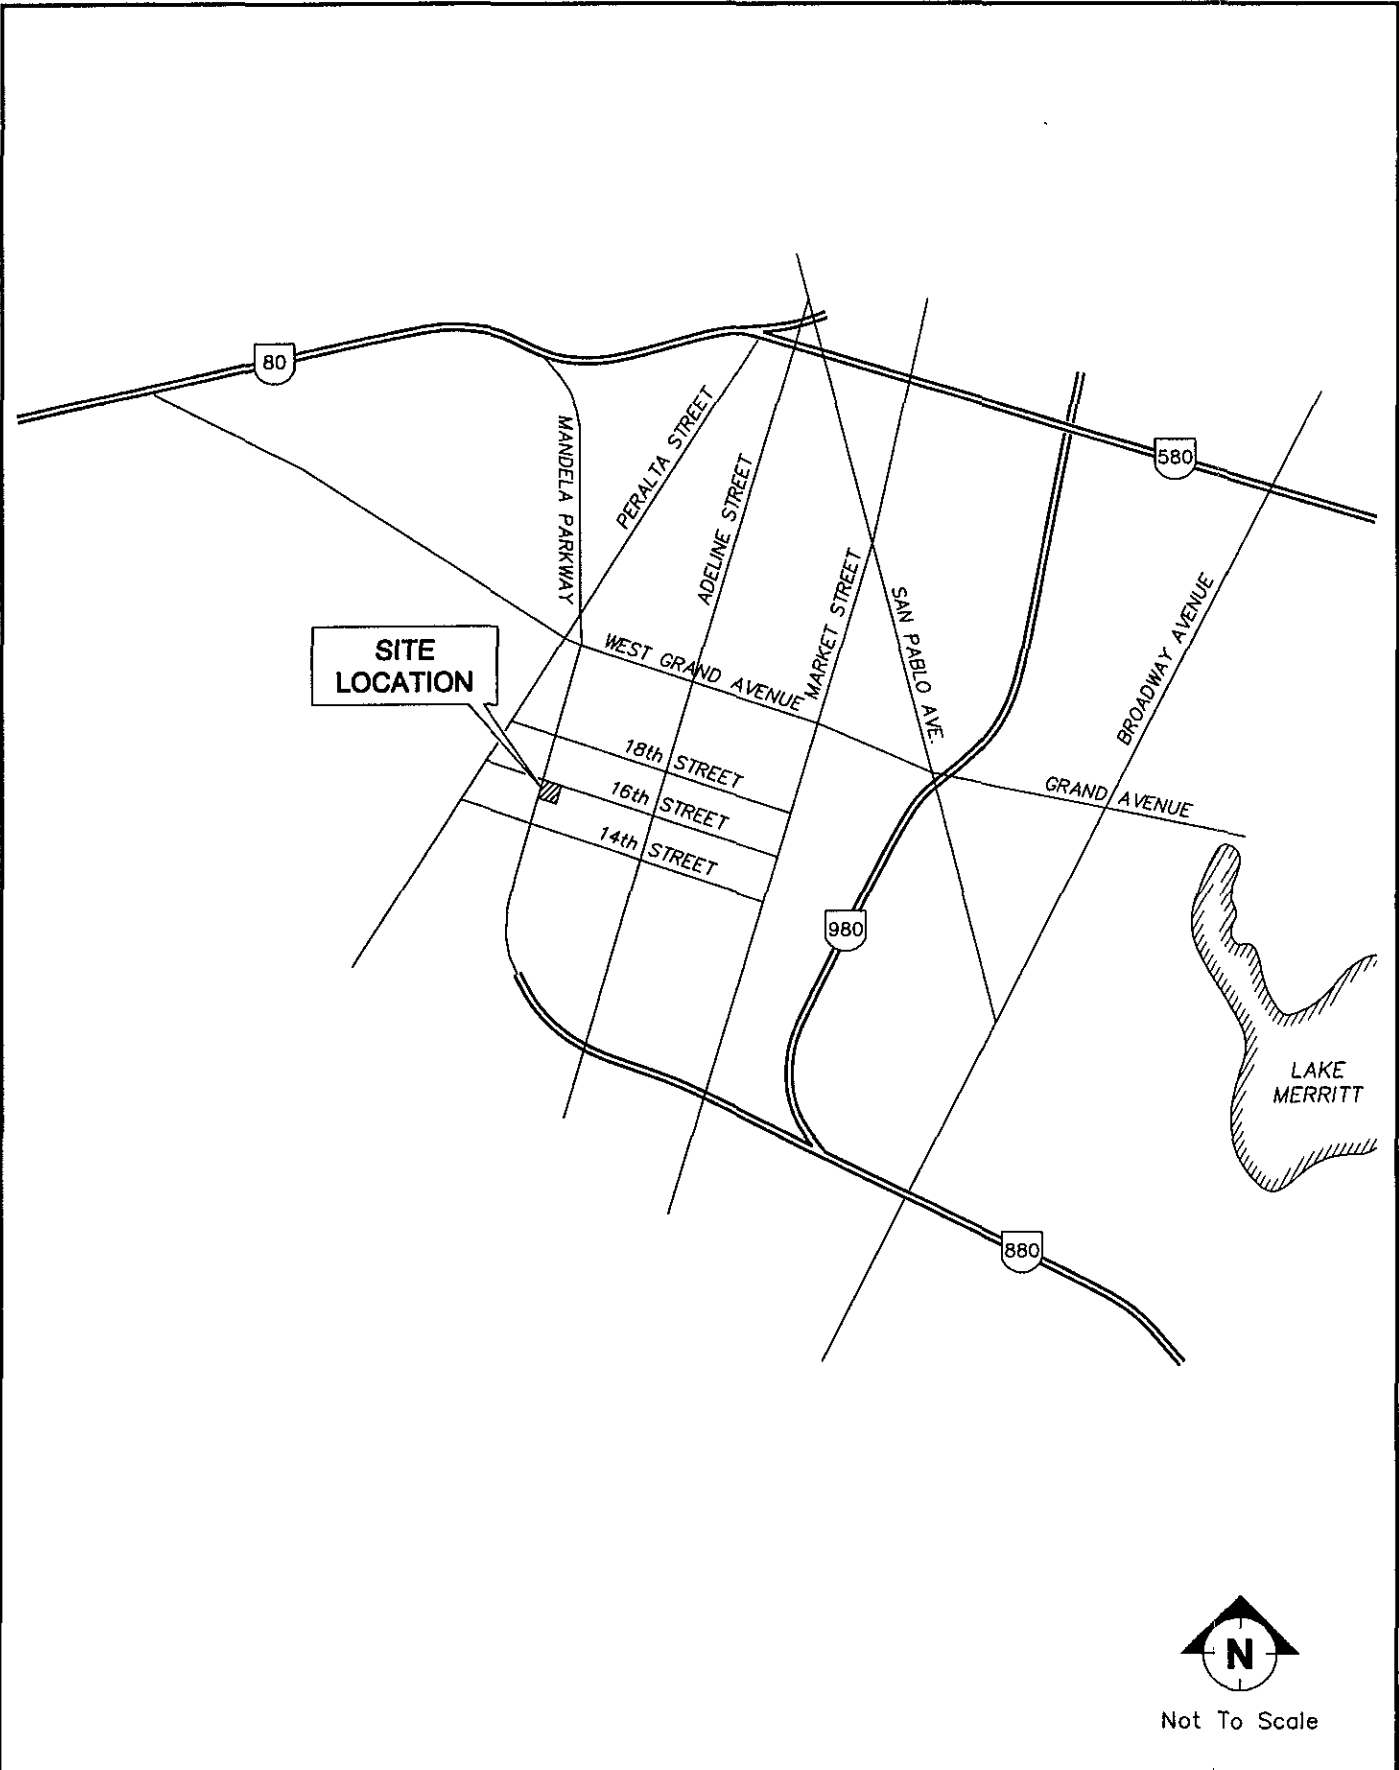 80
580
MANDELA PARKWAY
PERALTA STREET
ADELINE STREET
MARKET STREET
SAN PABLO AVE.
BROADWAY AVENUE
SITE
LOCATION
WEST GRAND AVENUE
GRAND AVENUE
18th STREET
16th STREET
14th STREET
980
LAKE
MERRITT
880
N
Not To Scale